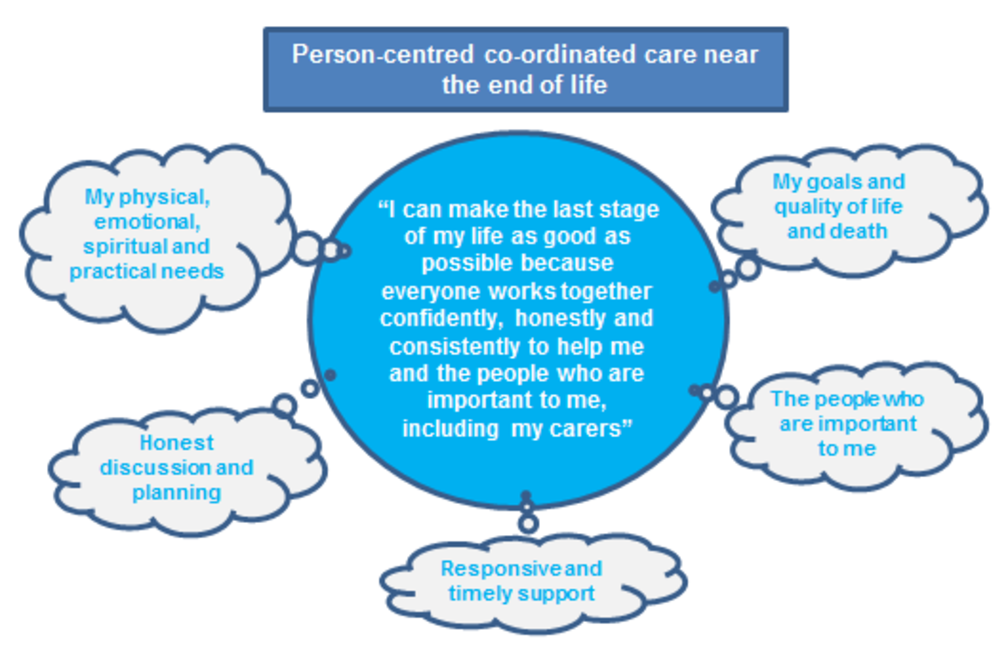 Person-centred co-ordinated care near
the end of life
My physical,
emotional,
spiritual and
practical needs
“I can make the last stage
of my life as good as
possible because
everyone works together
confidently, honestly and
consistently to help me
and the people who are
important to me,
including my carers”
My goals and
quality of life
and death
Honest
discussion and
planning
The people who
are important
to me
Responsive and
timely support